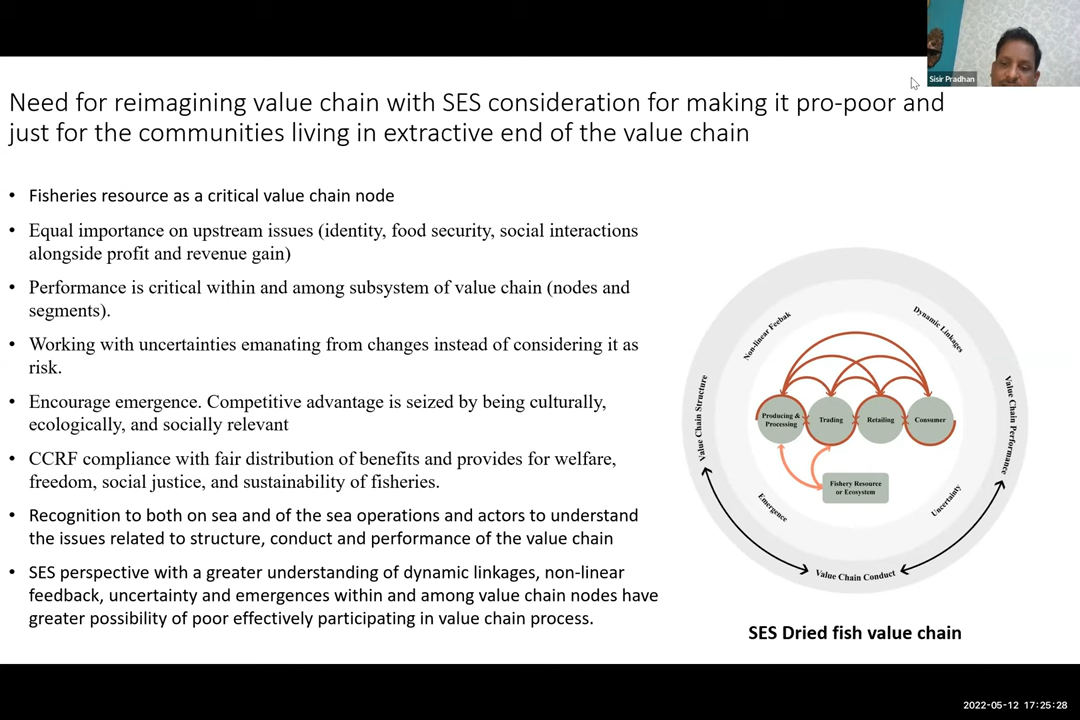 Sisir Pradhan
Need for reimagining value chain with SES consideration for making it pro-poor and
just for the communities living in extractive end of the value chain
• Fisheries resource as a critical value chain node
• Equal importance on upstream issues (identity, food security, social interactions
alongside profit and revenue gain)
• Performance is critical within and among subsystem of value chain (nodes and
segments).
• Working with uncertainties emanating from changes instead of considering it as
risk.
• Encourage emergence. Competitive advantage is seized by being culturally,
ecologically, and socially relevant
• CCRF compliance with fair distribution of benefits and provides for welfare,
freedom, social justice, and sustainability of fisheries.
• Recognition to both on sea and of the sea operations and actors to understand
the issues related to structure, conduct and performance of the value chain
• SES perspective with a greater understanding of dynamic linkages, non-linear
feedback, uncertainty and emergences within and among value chain nodes have
greater possibility of poor effectively participating in value chain process.
Non-linear Feebak
Dynamic Linkages
Value Chain Structure
Value Chain Performance
Producing &
Processing
Trading
Retailing
Consumer
Fishery Resource
or Ecosystem
Emergence
Uncertainty
Value Chain Conduct
SES Dried fish value chain
2022-05-12 17:25:28